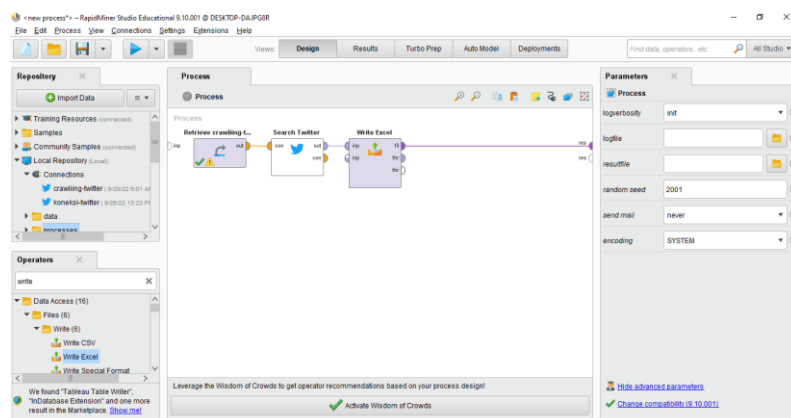 <new process*> – RapidMiner Studio Educational 9.10.001 @ DESKTOP-DAJPG8R
File Edit Process View Connections Settings Extensions Help
Views: Design Results Turbo Prep Auto Model Deployments
Find data, operators...etc All Studio
Repository
Import Data
Training Resources (connected)
Samples
Community Samples (connected)
Local Repository (Local)
Connections
crawling-twitter
koneksi-twitter
data
processes
Operators
write
Data Access (16)
Files (6)
Write (6)
Write CSV
Write Excel
Write Special Format
We found "Tableau Table Writer",
"InDatabase Extension" and one more
result in the Marketplace. Show me!
Process
Process
Process
Retrieve crawling-t...
Search Twitter
Write Excel
inp
out
con
out
con
inp
inp
fil
thr
thr
res
res
Leverage the Wisdom of Crowds to get operator recommendations based on your process design!
Activate Wisdom of Crowds
Parameters
Process
logverbosity init
logfile
resultfile
random seed 2001
send mail never
encoding SYSTEM
Hide advanced parameters
Change compatibility (9.10.001)